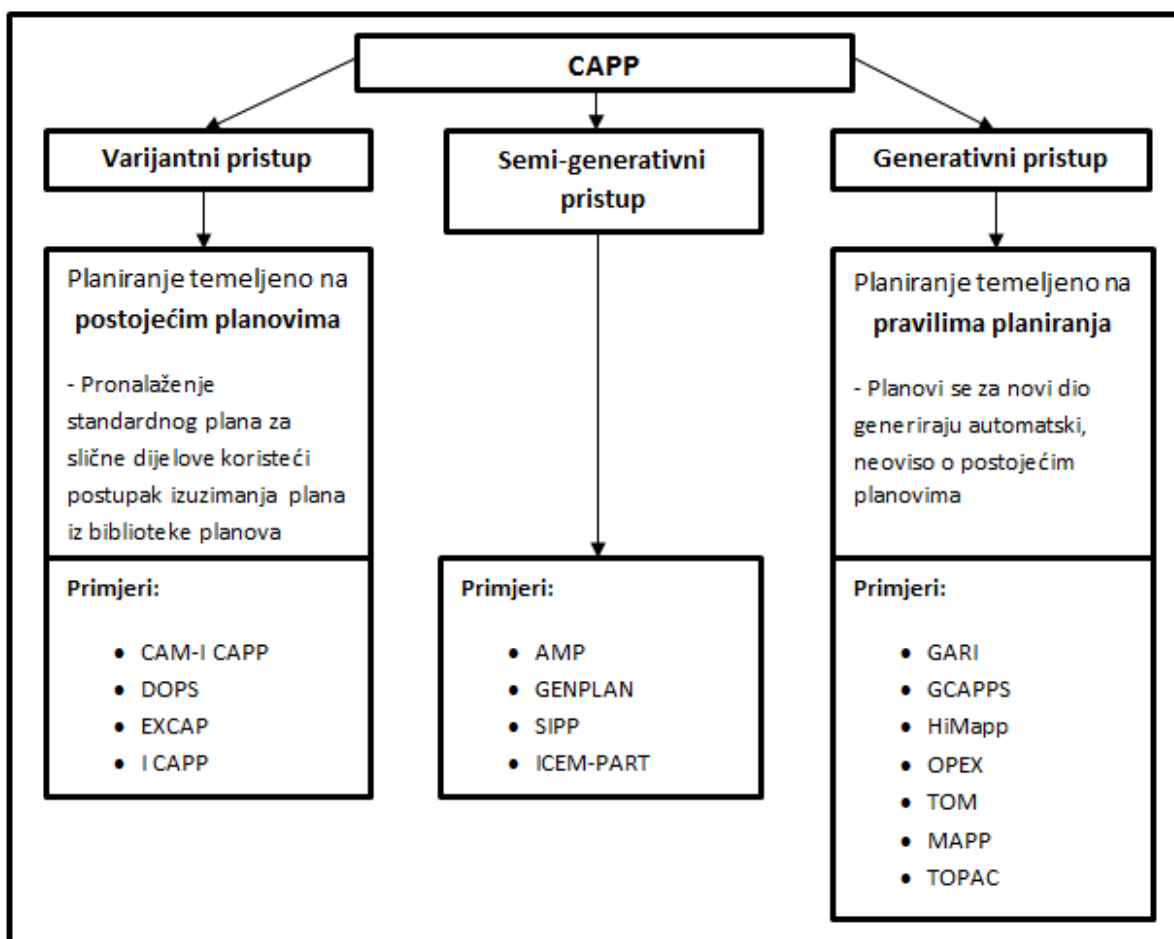 CAPP
Varijantni pristup
Planiranje temeljeno na
postojećim planovima
- Pronalaženje
standardnog plana za
slične dijelove koristeći
postupak izuzimanja plana
iz biblioteke planova
Primjeri:
• CAM-I CAPP
• DOPS
• EXCAP
• I CAPP
Semi-generativni
pristup
Primjeri:
• AMP
• GENPLAN
• SIPP
• ICEM-PART
Generativni pristup
Planiranje temeljeno na
pravilima planiranja
- Planovi se za novi dio
generiraju automatski,
neoviso o postojećim
planovima
Primjeri:
• GARI
• GCAPPS
• HiMapp
• OPEX
• TOM
• MAPP
• TOPAC